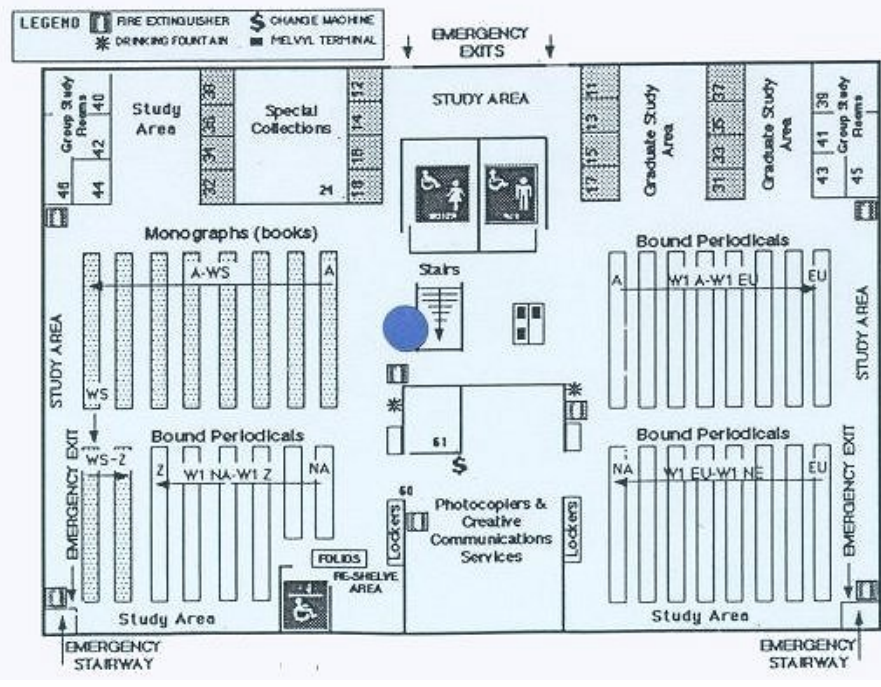 LEGEND
FIRE EXTINGUISHER
$ CHANGE MACHINE
DRINKING FOUNTAIN
MELVYL TERMINAL
EMERGENCY
EXITS
Group Study
Rooms
40
42
44
46
Study
Area
32
Special
Collections
21
12
14
18
STUDY AREA
11
13
15
17
Graduate Study
Area
37
35
33
31
Graduate Study
Area
39
41
43
Group Study
Rooms
45
Monographs (books)
A-WS
A
WS
WS-Z
Stairs
Bound Periodicals
A
W1 A-W1 EU
EU
STUDY AREA
STUDY AREA
Bound Periodicals
Z
W1 NA-W1 Z
NA
61
$
60
Photocopiers &
Creative
Communications
Services
Lockers
Lockers
Bound Periodicals
NA
W1 EU-W1 NE
EU
EMERGENCY EXIT
EMERGENCY EXIT
FOLIOS
RE-SHELVE
AREA
Study Area
Study Area
EMERGENCY
STAIRWAY
EMERGENCY
STAIRWAY